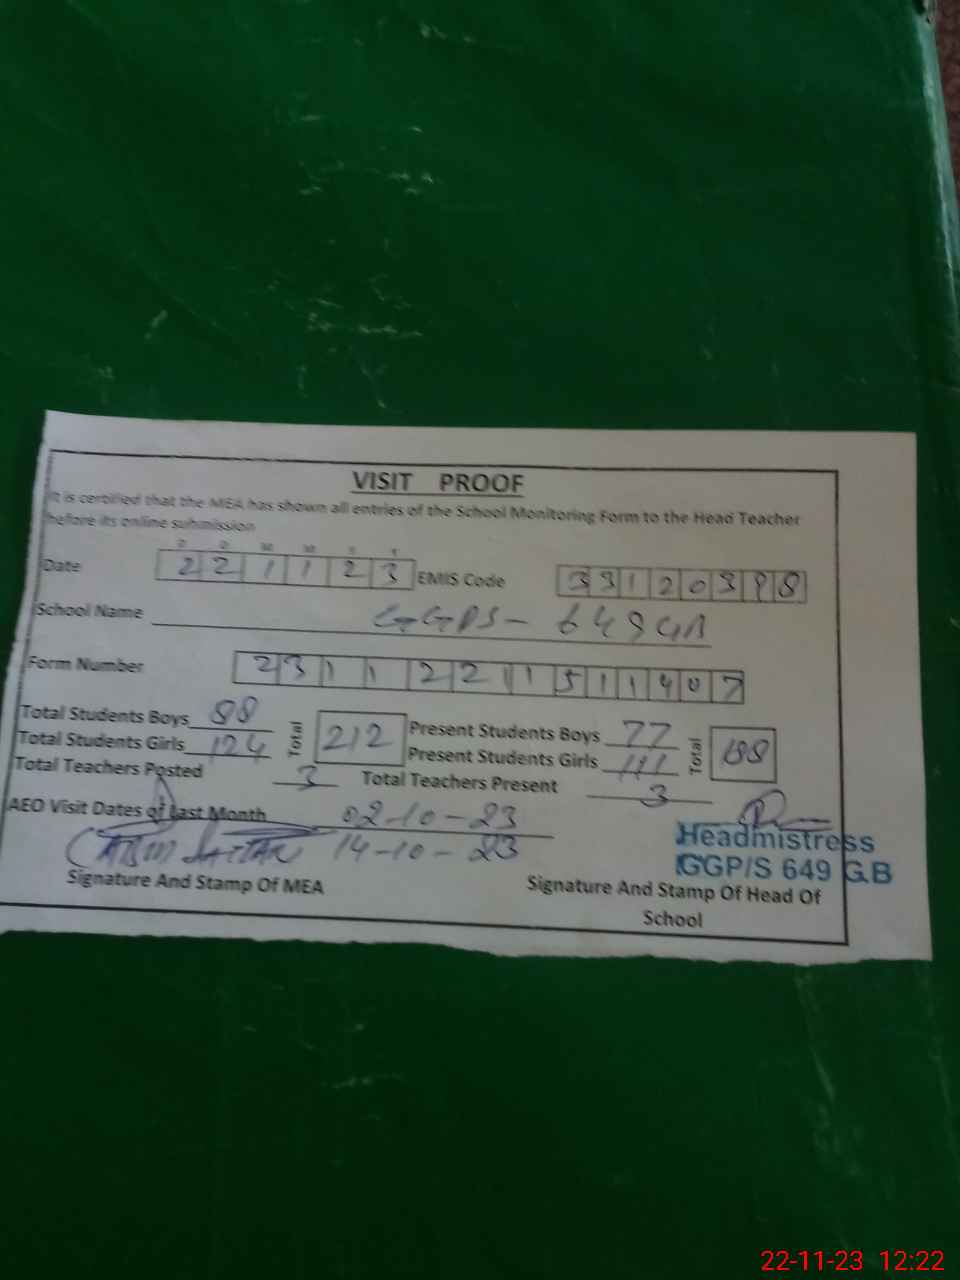 VISIT PROOF
It is certified that the MEA has shown all entries of the School Monitoring Form to the Head Teacher
before its online submission
D D M M Y Y
Date 2 2 1 1 2 3 EMIS Code 3 3 1 2 0 3 9 8
School Name GGPS - 649 GB
Form Number 2 3 1 1 2 2 1 1 5 1 1 4 0 7
Total Students Boys 88 Total 212 Present Students Boys 77 Total 188
Total Students Girls 124 Present Students Girls 111
Total Teachers Posted 3 Total Teachers Present 3
AEO Visit Dates of Last Month 02-10-23
14-10-23
Headmistress
GGP/S 649 G.B
Signature And Stamp Of MEA
Signature And Stamp Of Head Of
School
22-11-23 12:22